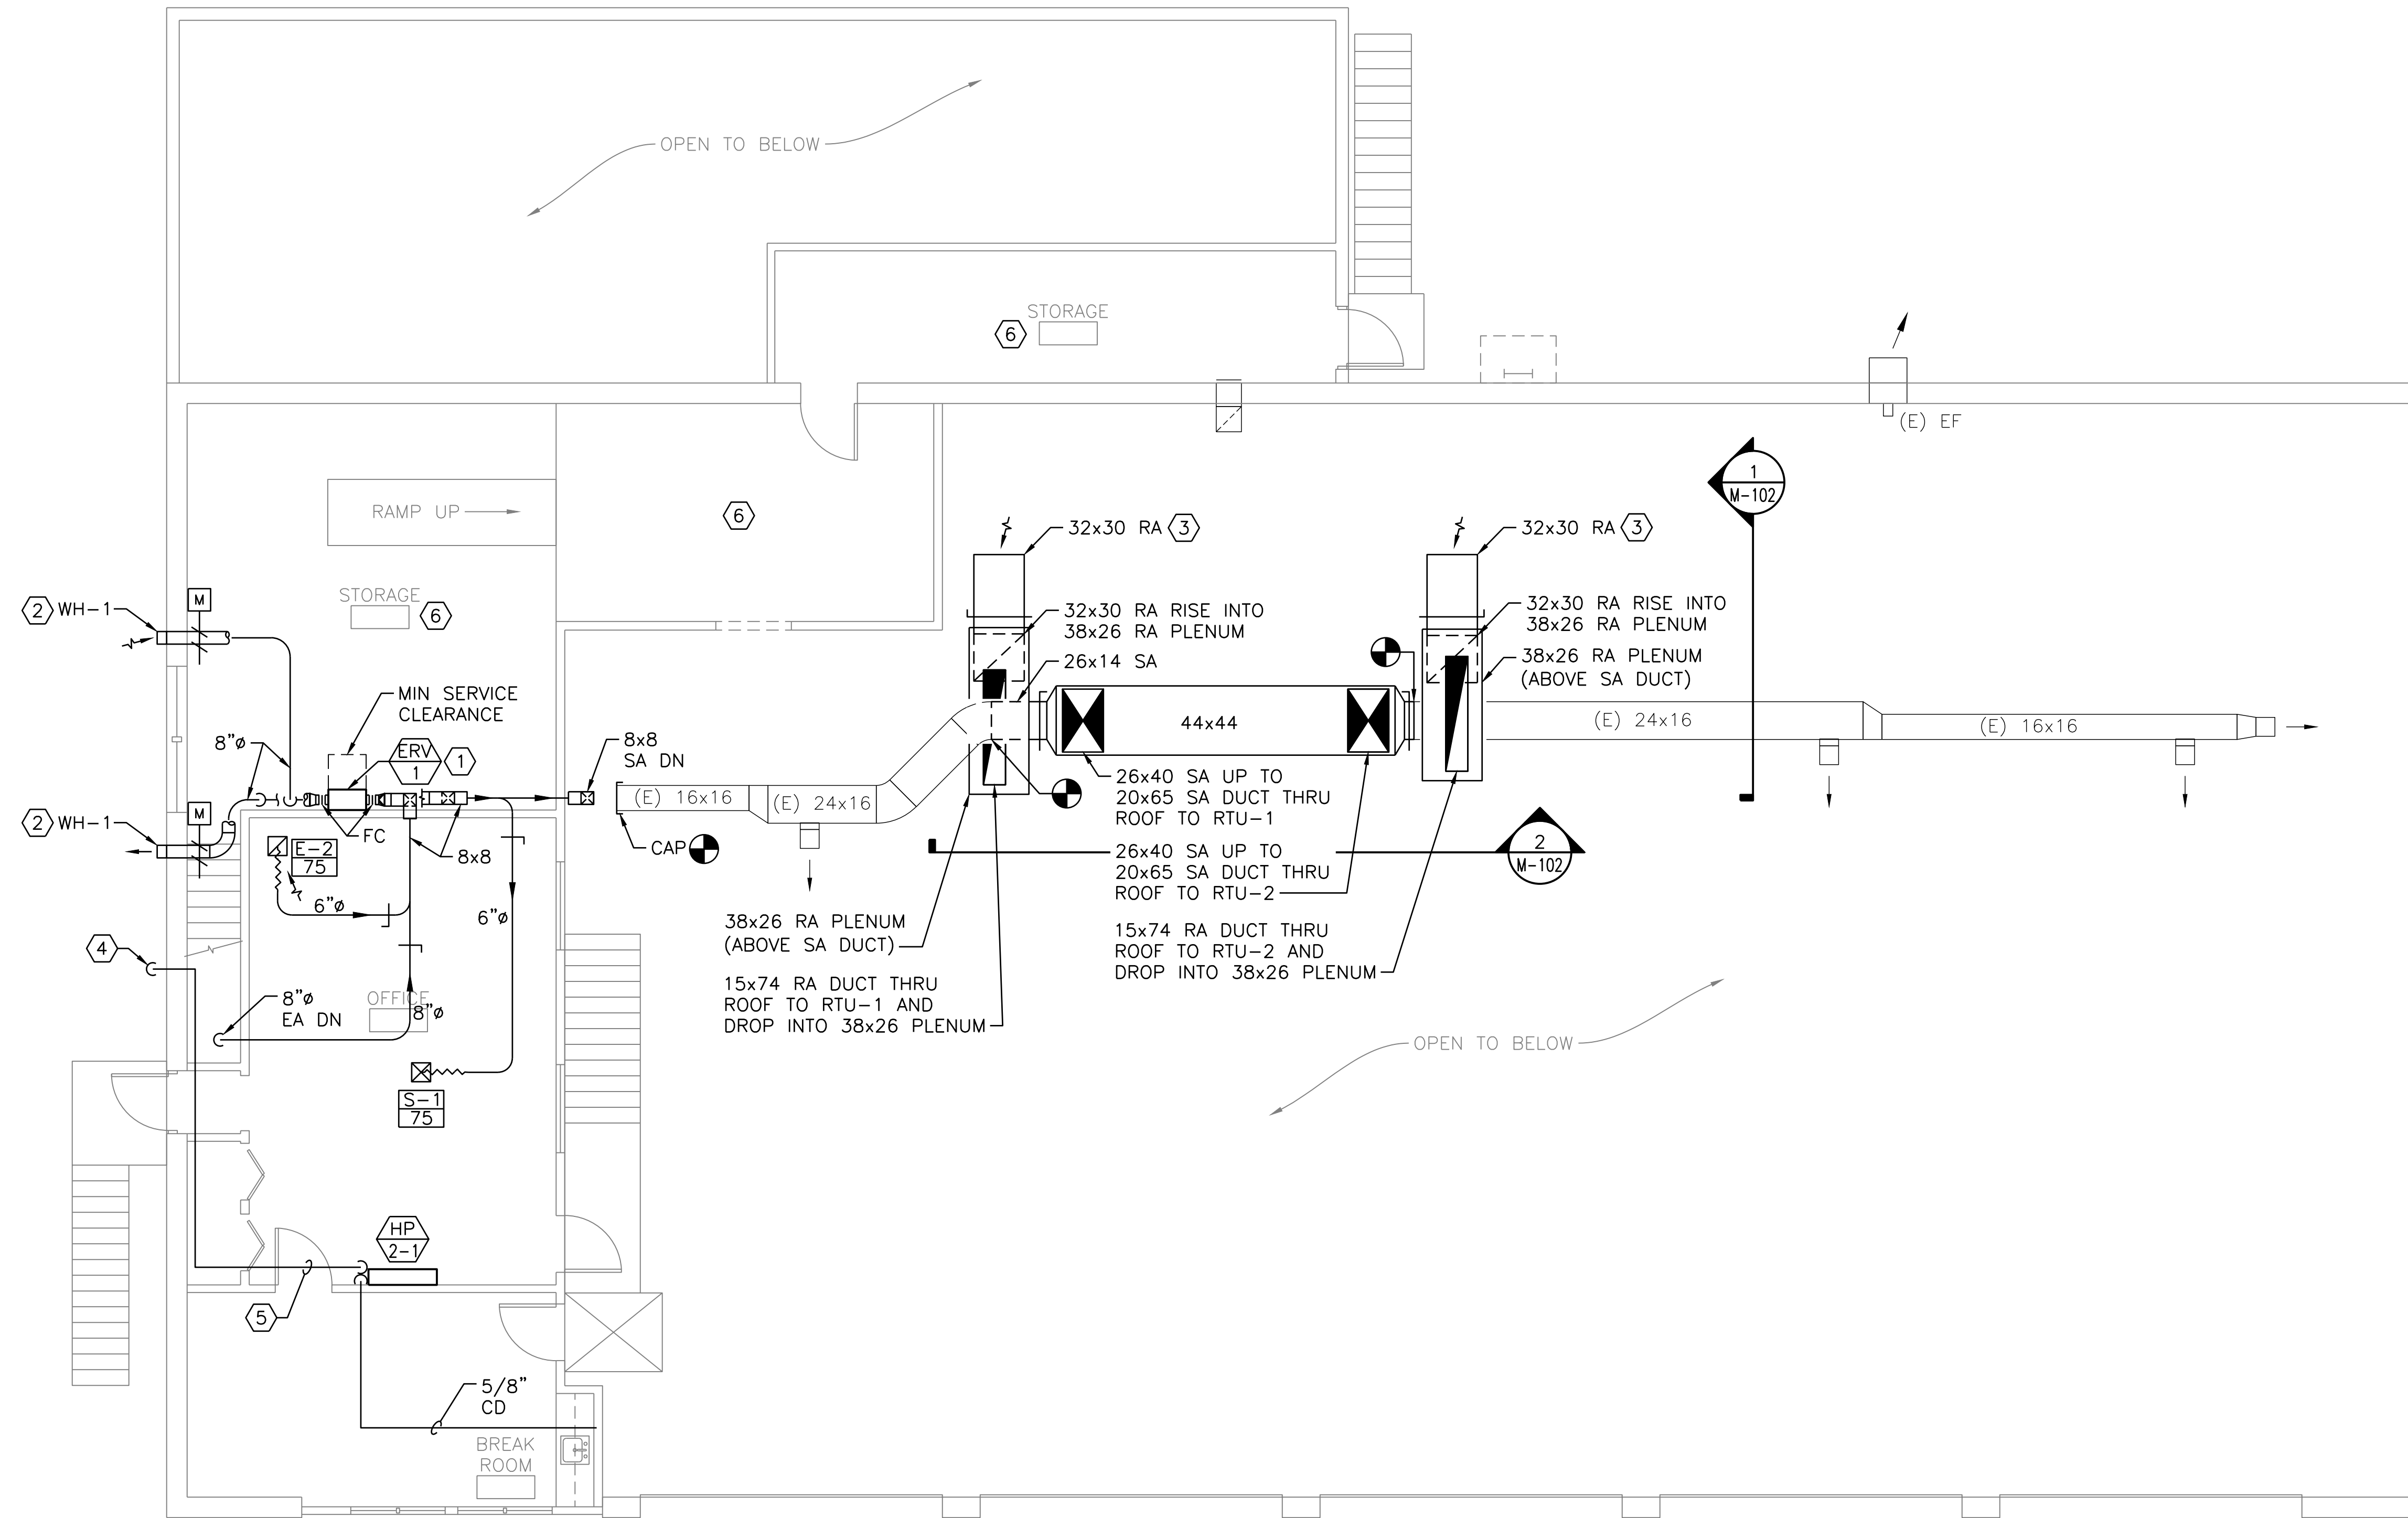 OPEN TO BELOW
STORAGE
6
(E) EF
1
M-102
RAMP UP
6
32x30 RA 3
32x30 RA 3
STORAGE
6
M
2 WH-1
32x30 RA RISE INTO
38x26 RA PLENUM
32x30 RA RISE INTO
38x26 RA PLENUM
26x14 SA
38x26 RA PLENUM
(ABOVE SA DUCT)
MIN SERVICE
CLEARANCE
8"ø
ERV
1
1
8x8
SA DN
44x44
(E) 24x16
(E) 16x16
(E) 16x16
(E) 24x16
M
2 WH-1
FC
8x8
CAP
E-2
75
26x40 SA UP TO
20x65 SA DUCT THRU
ROOF TO RTU-1
26x40 SA UP TO
20x65 SA DUCT THRU
ROOF TO RTU-2
2
M-102
6"ø
6"ø
38x26 RA PLENUM
(ABOVE SA DUCT)
15x74 RA DUCT THRU
ROOF TO RTU-2 AND
DROP INTO 38x26 PLENUM
4
15x74 RA DUCT THRU
ROOF TO RTU-1 AND
DROP INTO 38x26 PLENUM
8"ø
EA DN
OFFICE
8"ø
OPEN TO BELOW
S-1
75
HP
2-1
5
5/8"
CD
BREAK
ROOM